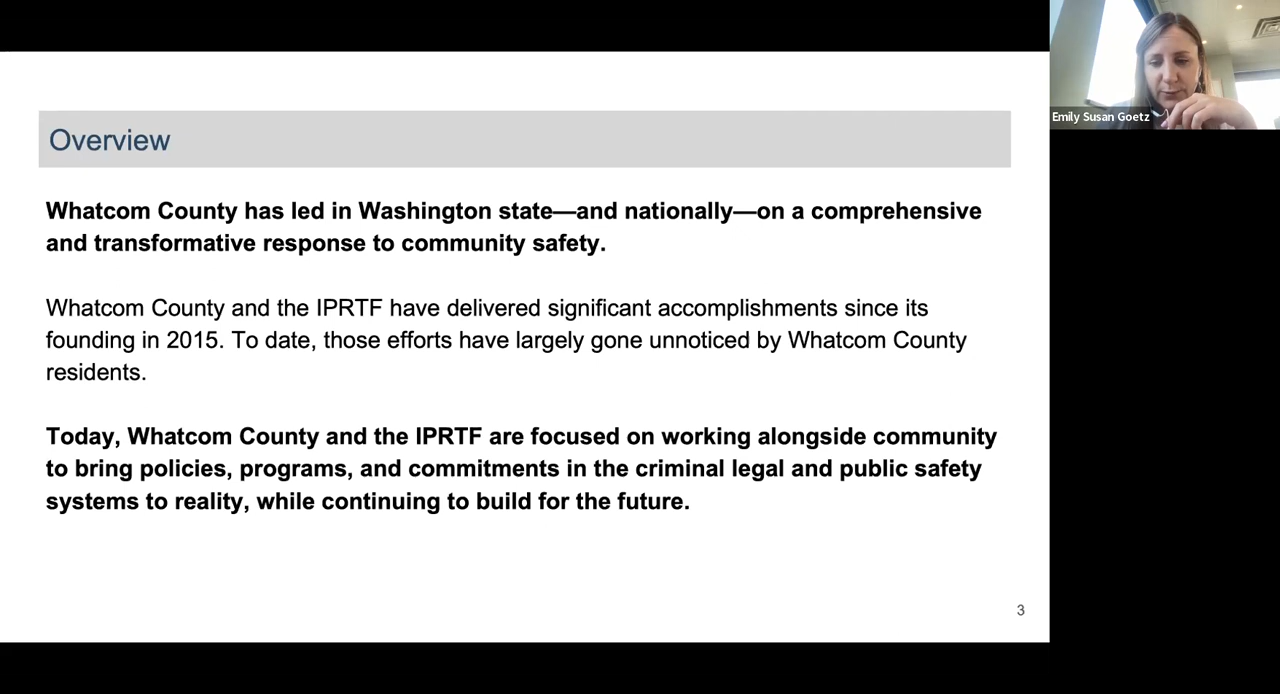 Overview
Whatcom County has led in Washington state—and nationally—on a comprehensive
and transformative response to community safety.
Whatcom County and the IPRTF have delivered significant accomplishments since its
founding in 2015. To date, those efforts have largely gone unnoticed by Whatcom County
residents.
Today, Whatcom County and the IPRTF are focused on working alongside community
to bring policies, programs, and commitments in the criminal legal and public safety
systems to reality, while continuing to build for the future.
3
Emily Susan Goetz